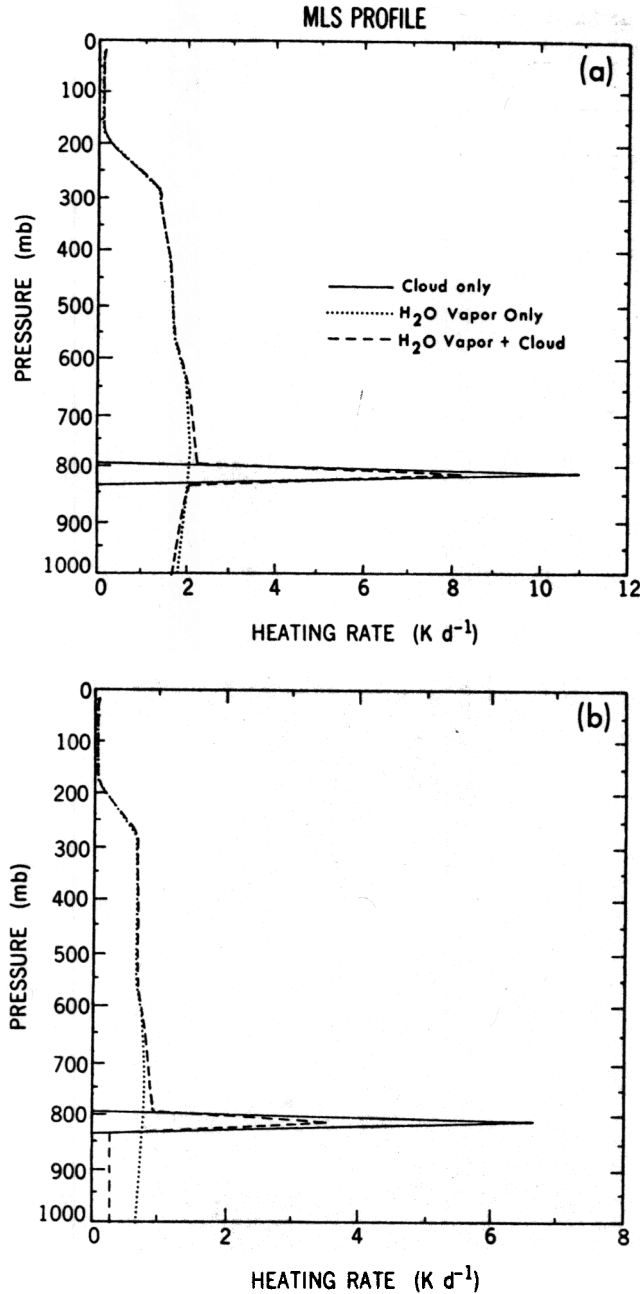 MLS PROFILE
(a)
0
100
200
300
400
500
600
700
800
900
1000
PRESSURE (mb)
Cloud only
H₂O Vapor Only
H₂O Vapor + Cloud
0 2 4 6 8 10 12
HEATING RATE (K d⁻¹)
(b)
0
100
200
300
400
500
600
700
800
900
1000
PRESSURE (mb)
0 2 4 6 8
HEATING RATE (K d⁻¹)